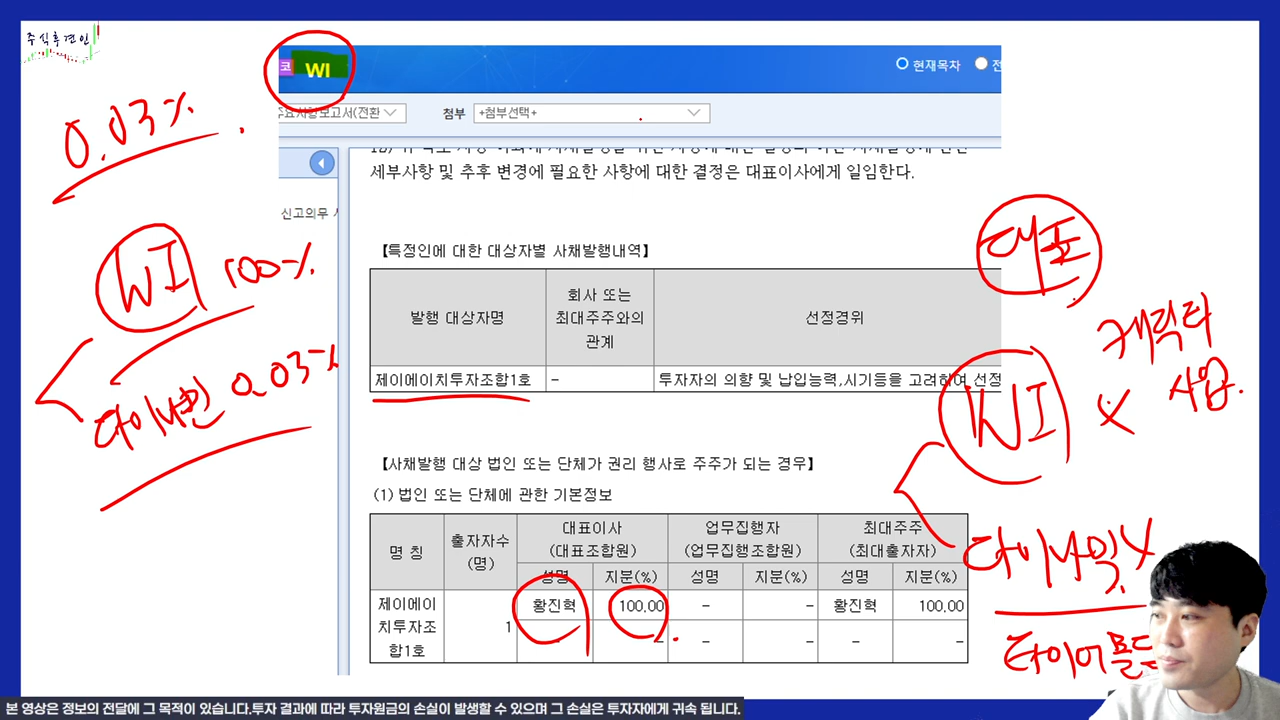 주식후견인
코 WI
현재목차
전
주요사항보고서(전환
첨부
+첨부선택+
0.03%
세부사항 및 추후 변경에 필요한 사항에 대한 결정은 대표이사에게 일임한다.
신고의무 사
【특정인에 대한 대상자별 사채발행내역】
대표
WI 100%
발행 대상자명
회사 또는
최대주주와의
관계
선정경위
캐릭터
사업.
제이에이치투자조합1호
-
투자자의 의향 및 납입능력,시기등을 고려하여 선정
WI x
0.03%
【사채발행 대상 법인 또는 단체가 권리 행사로 주주가 되는 경우】
(1) 법인 또는 단체에 관한 기본정보
명 칭
출자자수
(명)
대표이사
(대표조합원)
업무집행자
(업무집행조합원)
최대주주
(최대출자자)
성명
지분(%)
성명
지분(%)
성명
지분(%)
제이에이
치투자조
합1호
1
황진혁
100.00
-
-
황진혁
100.00
-
-
-
-
-
-
다이나믹x
타이어몰드
본 영상은 정보의 전달에 그 목적이 있습니다.투자 결과에 따라 투자원금의 손실이 발생할 수 있으며 그 손실은 투자자에게 귀속 됩니다.